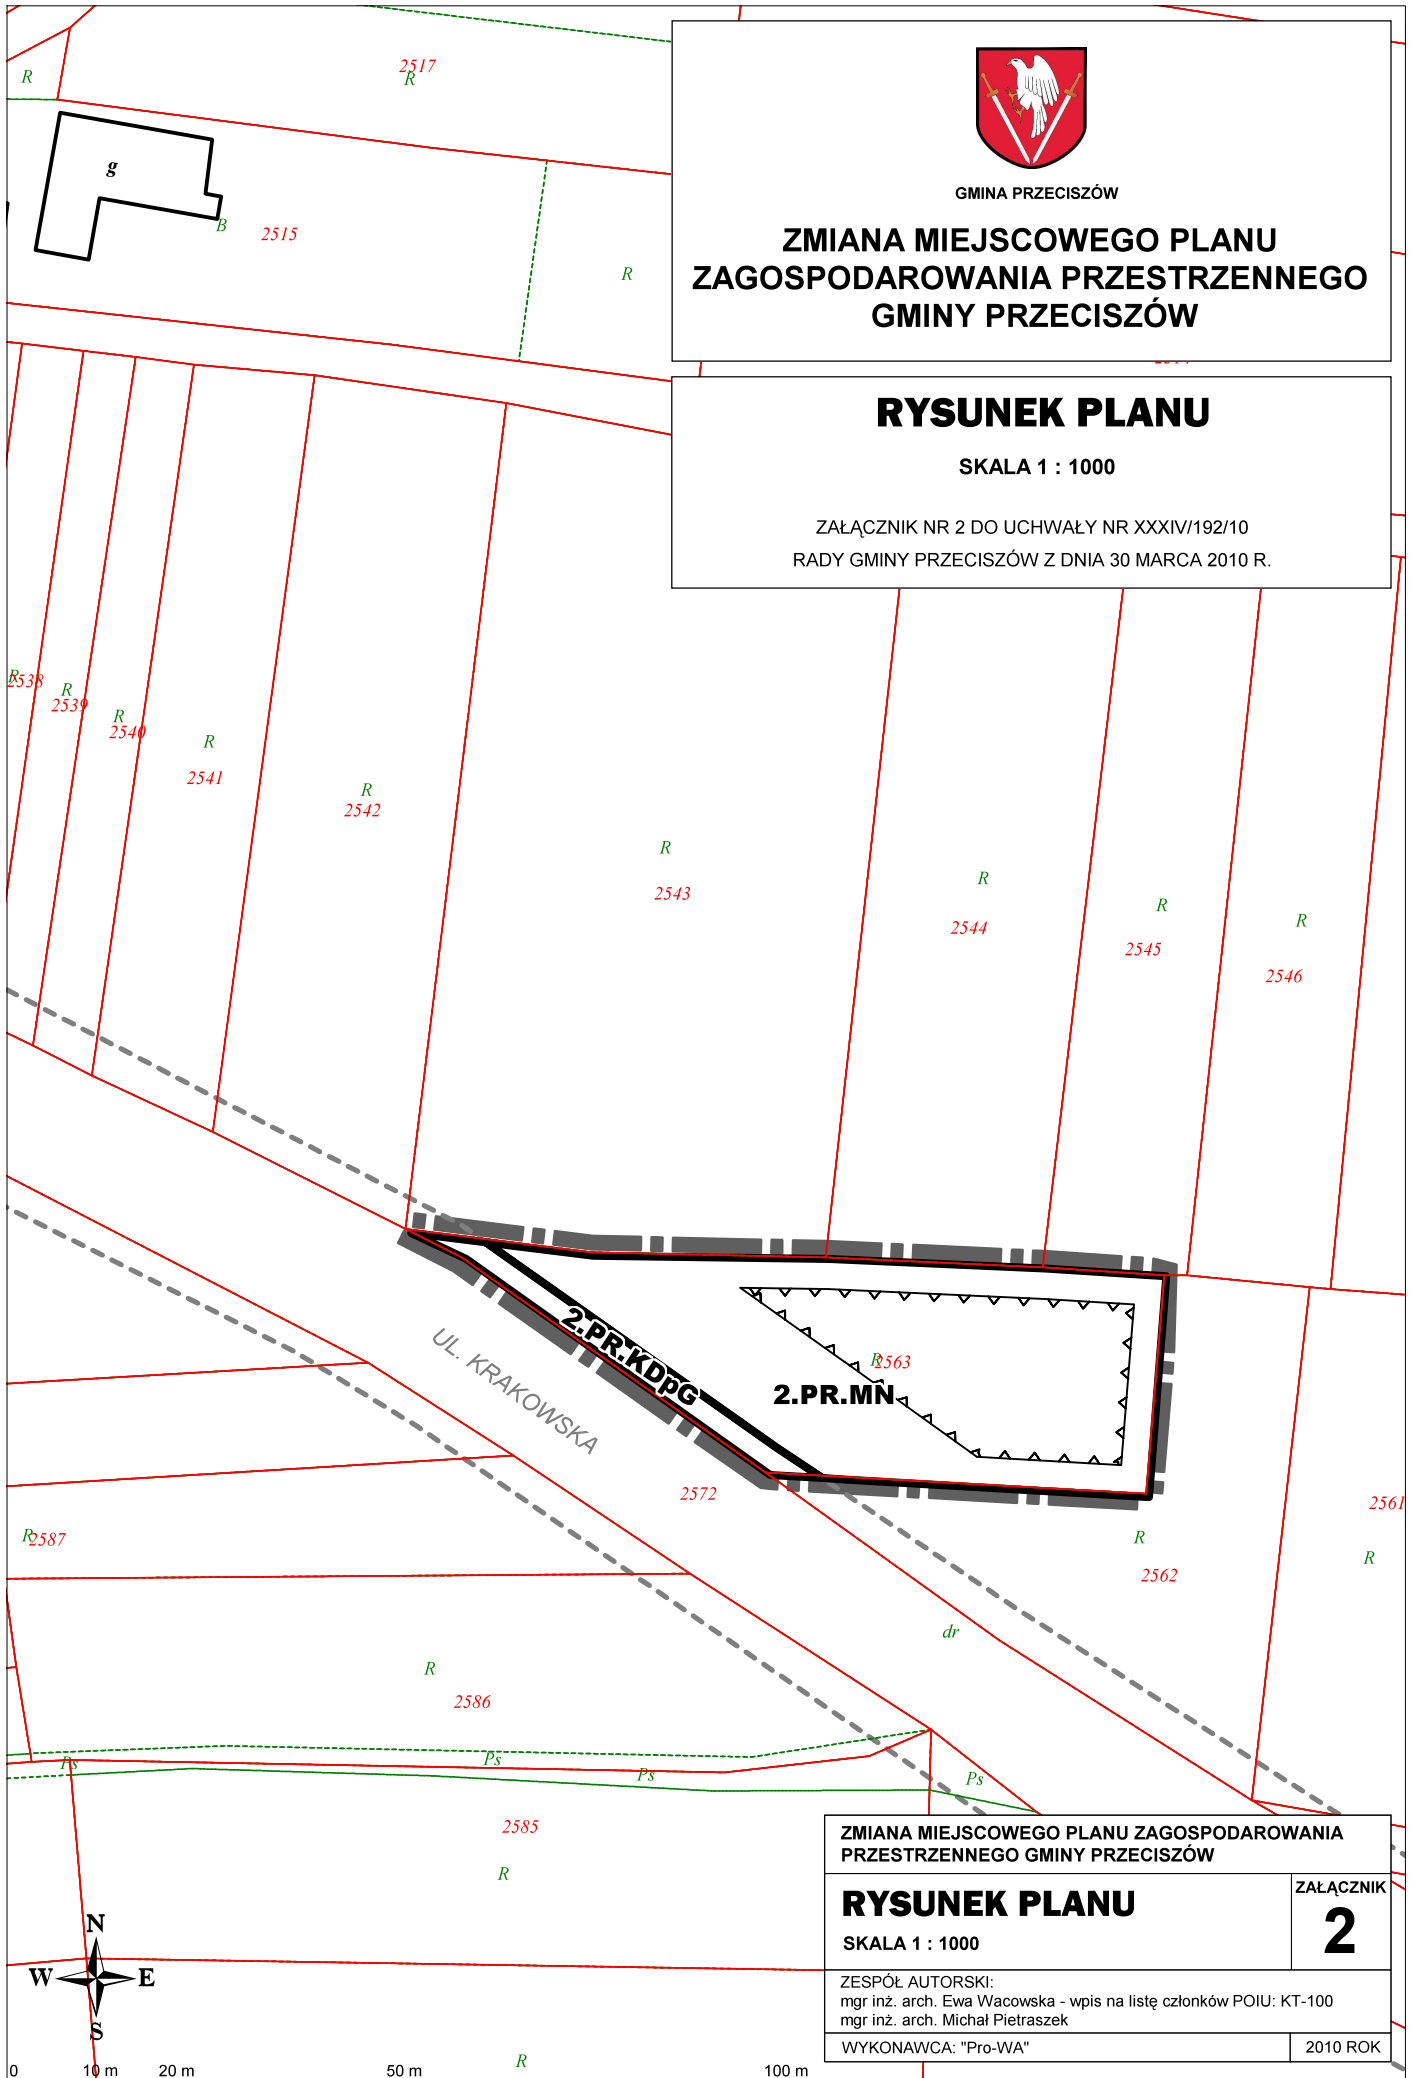 2517
R
R
g
B
2515
R
GMINA PRZECISZÓW
ZMIANA MIEJSCOWEGO PLANU
ZAGOSPODAROWANIA PRZESTRZENNEGO
GMINY PRZECISZÓW
RYSUNEK PLANU
SKALA 1 : 1000
ZAŁĄCZNIK NR 2 DO UCHWAŁY NR XXXIV/192/10
RADY GMINY PRZECISZÓW Z DNIA 30 MARCA 2010 R.
R
2538
R
2539
R
2540
R
2541
R
2542
R
2543
R
2544
R
2545
R
2546
2.PR.KDpG
UL. KRAKOWSKA
R
2563
2.PR.MN
2572
2561
R
R
2562
R
2587
dr
R
2586
Ps
Ps
Ps
Ps
2585
R
ZMIANA MIEJSCOWEGO PLANU ZAGOSPODAROWANIA
PRZESTRZENNEGO GMINY PRZECISZÓW
RYSUNEK PLANU
SKALA 1 : 1000
ZAŁĄCZNIK
2
ZESPÓŁ AUTORSKI:
mgr inż. arch. Ewa Wacowska - wpis na listę członków POIU: KT-100
mgr inż. arch. Michał Pietraszek
WYKONAWCA: "Pro-WA"
2010 ROK
N
W E
S
R
0 10 m 20 m 50 m 100 m